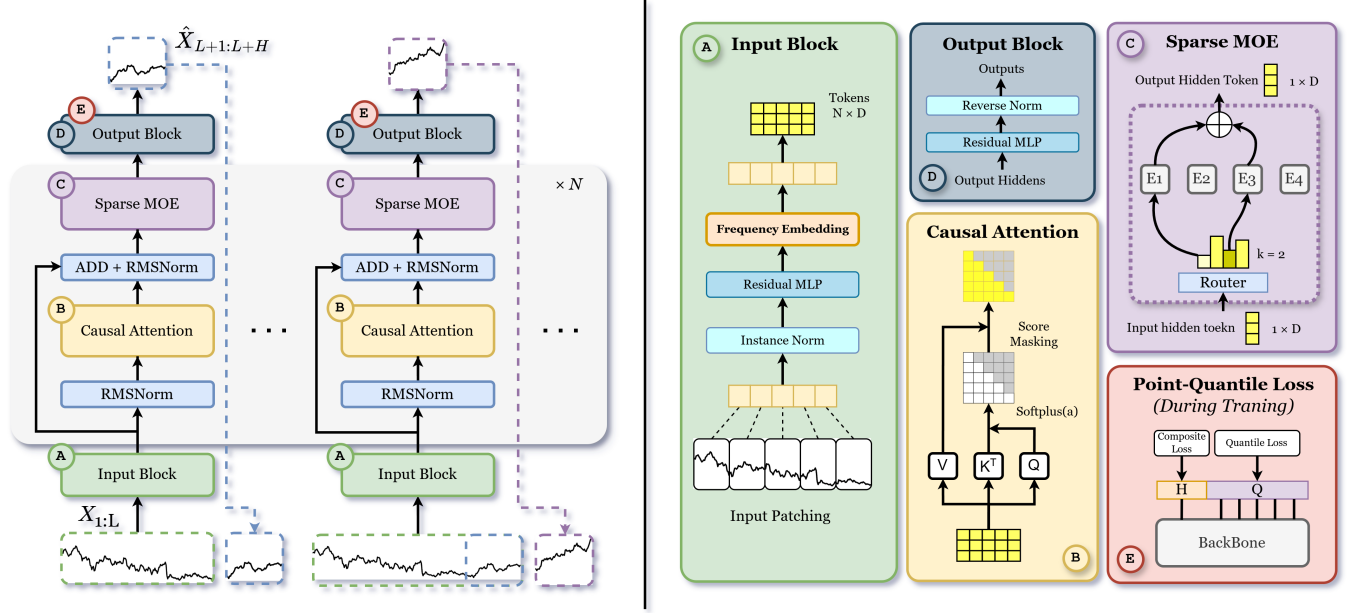 X̂L+1:L+H
E
D
Output Block
C
Sparse MOE
ADD + RMSNorm
B
Causal Attention
RMSNorm
A
Input Block
X1:L
. . .
E
D
Output Block
C
Sparse MOE
ADD + RMSNorm
B
Causal Attention
RMSNorm
A
Input Block
× N
. . .
A
Input Block
Tokens
N × D
Frequency Embedding
Residual MLP
Instance Norm
Input Patching
Output Block
Outputs
Reverse Norm
Residual MLP
D
Output Hiddens
Causal Attention
Score
Masking
Softplus(a)
V
KT
Q
B
C
Sparse MOE
Output Hidden Token
1 × D
E1
E2
E3
E4
k = 2
Router
Input hidden toekn
1 × D
Point-Quantile Loss
(During Traning)
Composite
Loss
Quantile Loss
H
Q
BackBone
E